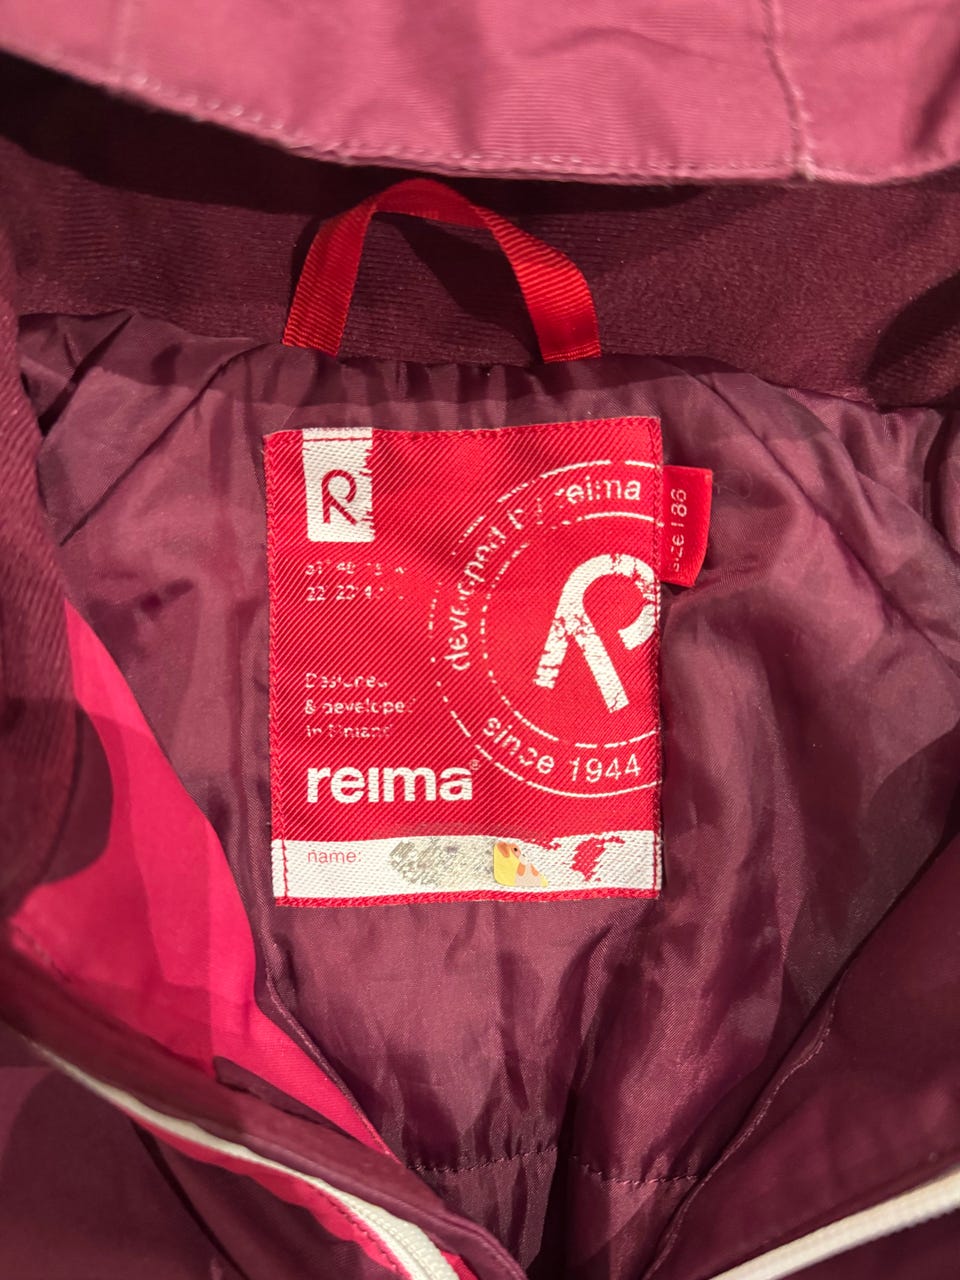 R
Designed
& developed
in Finland
reima®
name:
developed by reima
R
since 1944
size | 86